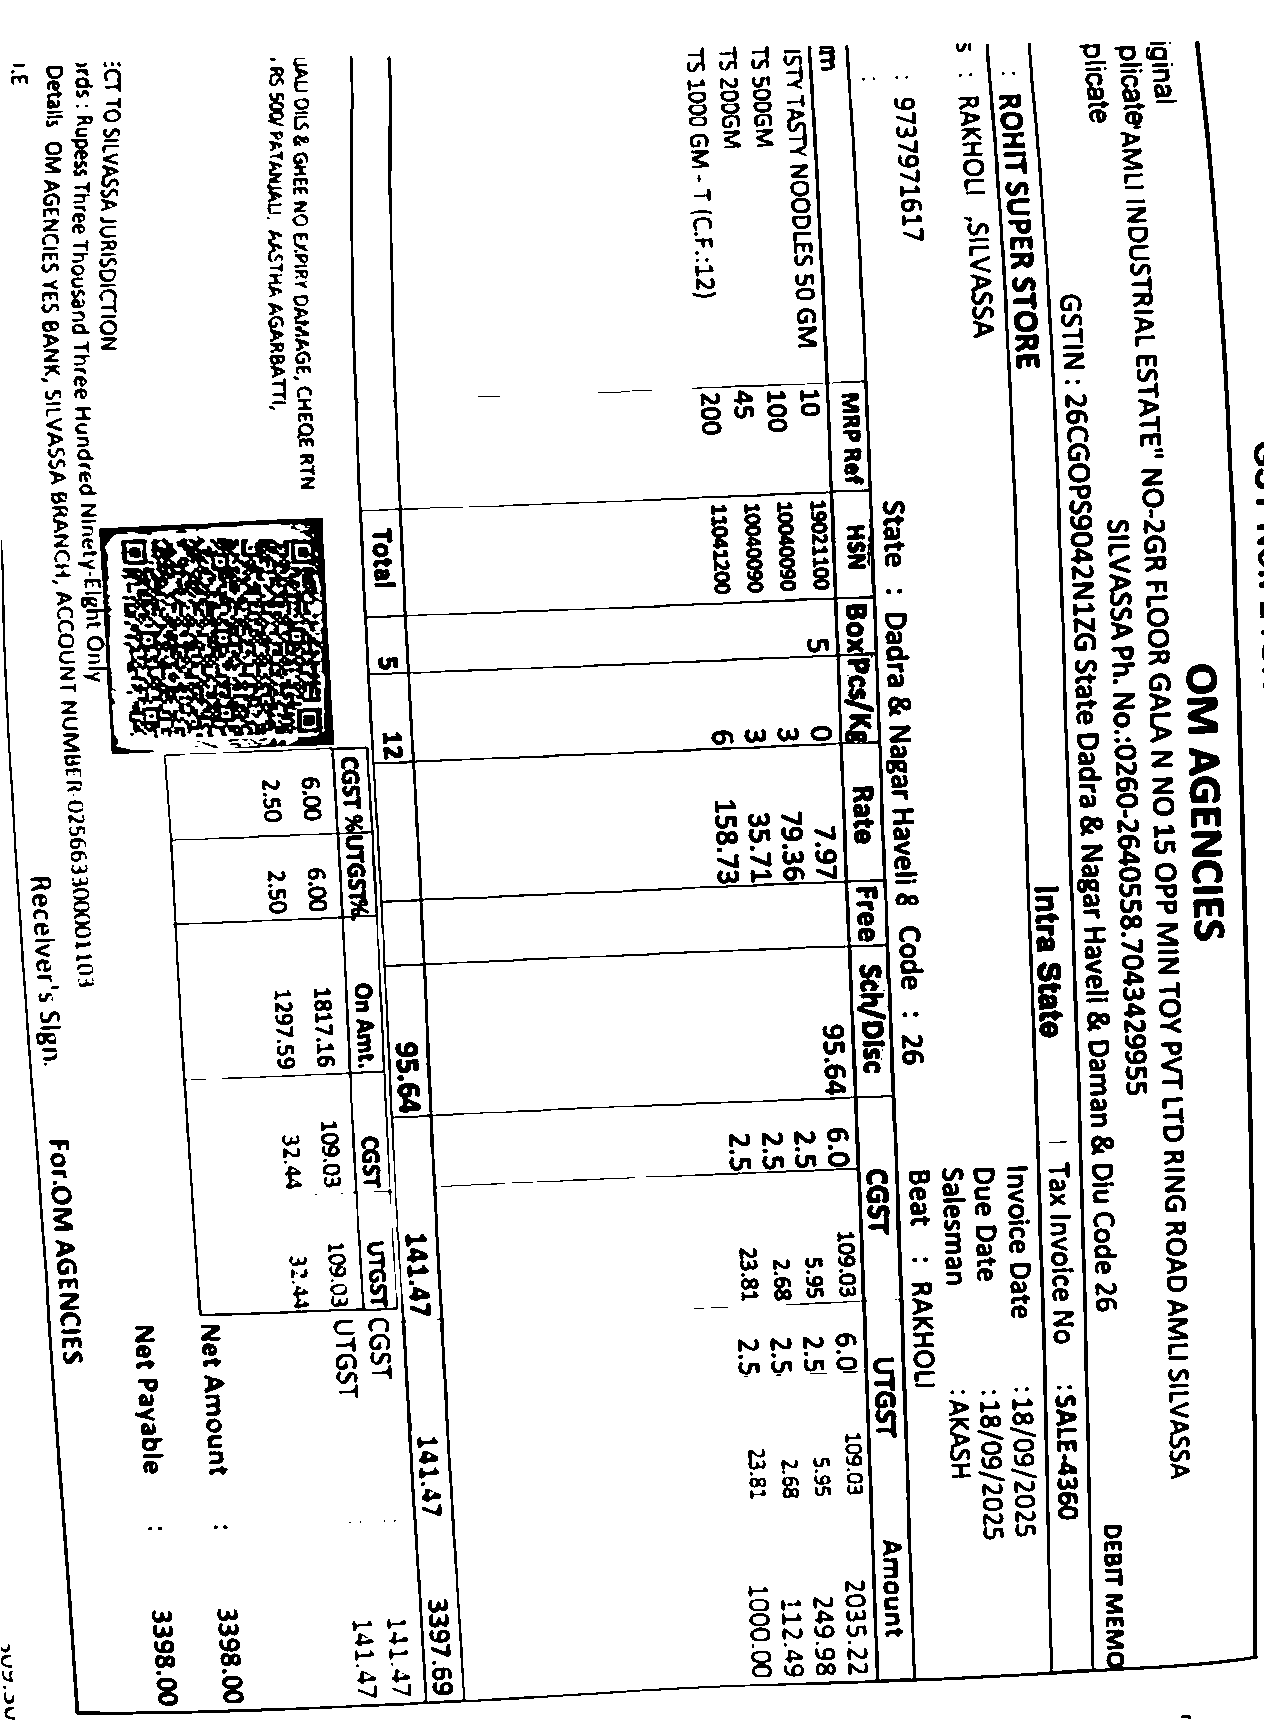 OM AGENCIES
iginal
plicate AMLI INDUSTRIAL ESTATE" NO-2GR FLOOR GALA N NO 15 OPP MIN TOY PVT LTD RING ROAD AMLI SILVASSA
plicate SILVASSA Ph. No.:0260-2640558.7043429955 DEBIT MEMO
GSTIN : 26CGOPS9042N1ZG State Dadra & Nagar Haveli & Daman & Diu Code 26
Intra State Tax Invoice No :SALE-4360
: ROHIT SUPER STORE Invoice Date :18/09/2025
s : RAKHOLI ,SILVASSA Due Date :18/09/2025
Salesman :AKASH
: 9737971617 State : Dadra & Nagar Haveli 8 Code : 26 Beat : RAKHOLI
m MRP Ref HSN Box Pcs/Kg Rate Free Sch/Disc CGST UTGST Amount
ISTY TASTY NOODLES 50 GM 10 19021100 5 0 7.97 95.64 6.0 109.03 6.0 109.03 2035.22
TS 500GM 100 10040090 3 79.36 2.5 5.95 2.5 5.95 249.98
TS 200GM 45 10040090 3 35.71 2.5 2.68 2.5 2.68 112.49
TS 1000 GM - T (C.F.:12) 200 11041200 6 158.73 2.5 23.81 2.5 23.81 1000.00
Total 5 12 95.64 141.47 141.47 3397.69
CGST % UTGST% On Amt. CGST UTGST CGST : 141.47
6.00 6.00 1817.16 109.03 109.03 UTGST : 141.47
2.50 2.50 1297.59 32.44 32.44
JALI OILS & GHEE NO EXPIRY DAMAGE, CHEQE RTN
. RS 500/ PATANJALI. AASTHA AGARBATTI,
Net Amount : 3398.00
Net Payable : 3398.00
ECT TO SILVASSA JURISDICTION
rds : Rupess Three Thousand Three Hundred Ninety-Eight Only
Details OM AGENCIES YES BANK, SILVASSA BRANCH, ACCOUNT NUMBER-025663300001103
I.E Receiver's Sign. For.OM AGENCIES